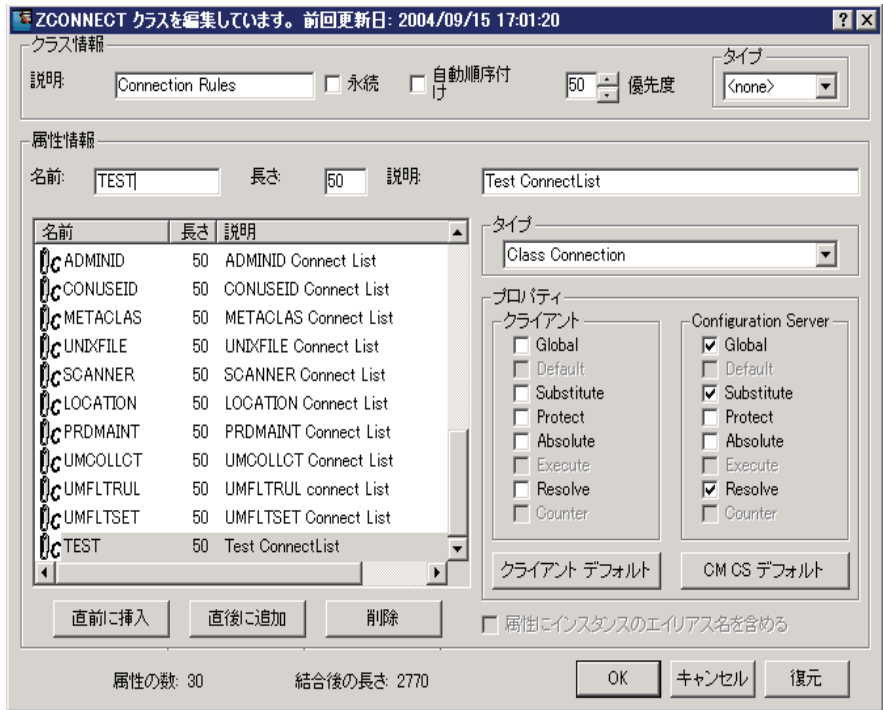 ZCONNECT クラスを編集しています。前回更新日: 2004/09/15 17:01:20
クラス情報
説明: Connection Rules 永続 自動順序付け 50 優先度 タイプ <none>
属性情報
名前: TEST 長さ: 50 説明: Test ConnectList
名前 長さ 説明
ADMINID 50 ADMINID Connect List
CONUSEID 50 CONUSEID Connect List
METACLAS 50 METACLAS Connect List
UNIXFILE 50 UNIXFILE Connect List
SCANNER 50 SCANNER Connect List
LOCATION 50 LOCATION Connect List
PRDMAINT 50 PRDMAINT Connect List
UMCOLLCT 50 UMCOLLCT Connect List
UMFLTRUL 50 UMFLTRUL connect List
UMFLTSET 50 UMFLTSET Connect List
TEST 50 Test ConnectList
直前に挿入 直後に追加 削除
タイプ
Class Connection
プロパティ
クライアント
Global
Default
Substitute
Protect
Absolute
Execute
Resolve
Counter
クライアント デフォルト
Configuration Server
Global
Default
Substitute
Protect
Absolute
Execute
Resolve
Counter
CM CS デフォルト
属性にインスタンスのエイリアス名を含める
属性の数: 30 結合後の長さ: 2770
OK キャンセル 復元